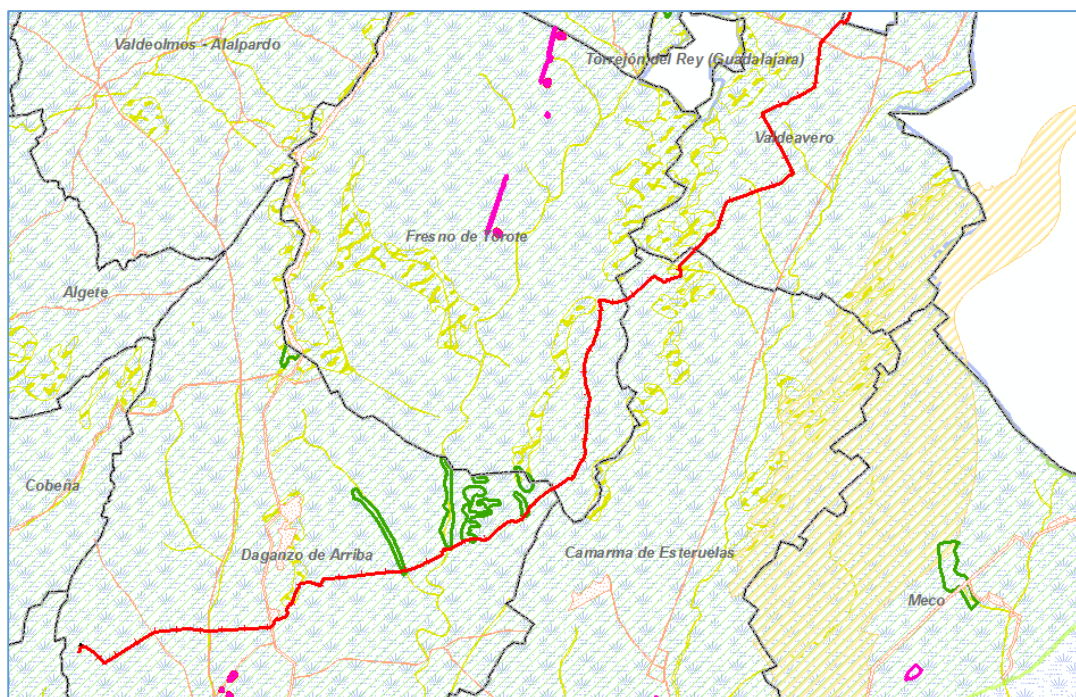 Valdeolmos - Alalpardo
Torrejón del Rey (Guadalajara)
Valdeavero
Fresno de Torote
Algete
Cobeña
Daganzo de Arriba
Camarma de Esteruelas
Meco